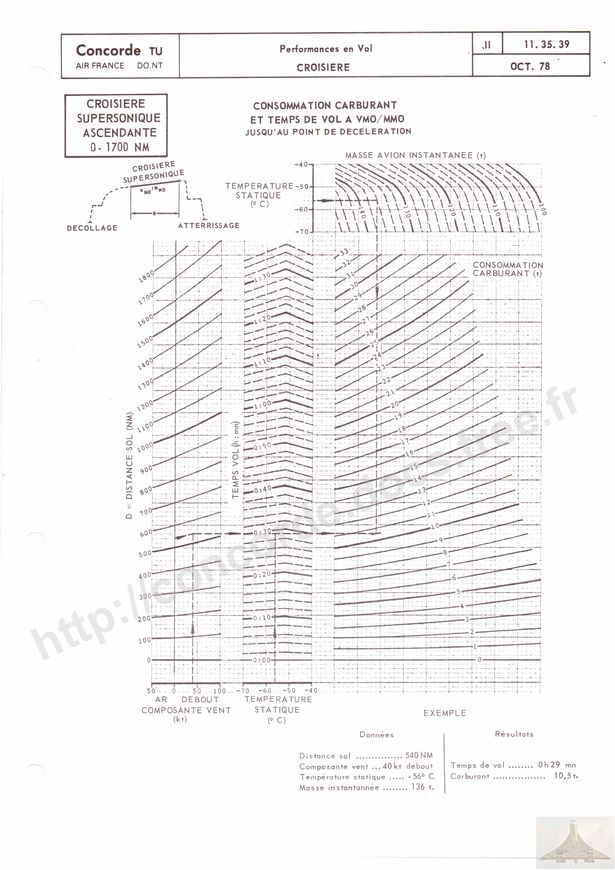 Concorde TU
AIR FRANCE DO.NT
Performances en Vol
CROISIERE
.II
11. 35. 39
OCT. 78
CROISIERE
SUPERSONIQUE
ASCENDANTE
0-1700 NM
CONSOMMATION CARBURANT
ET TEMPS DE VOL A VMO/MMO
JUSQU'AU POINT DE DECELERATION
CROISIERE
SUPERSONIQUE
VMO/MMO
D
DECOLLAGE
ATTERRISSAGE
MASSE AVION INSTANTANEE (t)
TEMPERATURE
STATIQUE
(º C)
-40
-50
-60
-70
140
130
120
110
100
CONSOMMATION
CARBURANT (t)
D = DISTANCE SOL (NM)
1800
1700
1600
1500
1400
1300
1200
1100
1000
900
800
700
600
500
400
300
200
100
0
TEMPS VOL (h: mn)
1:30
1:20
1:10
1:00
0:50
0:40
0:30
0:20
0:10
0:00
33
32
31
30
29
28
27
26
25
24
23
22
21
20
19
18
17
16
15
14
13
12
11
10
9
8
7
6
5
4
3
2
1
0
50 0 50 100
-70 -60 -50 -40
AR DEBOUT
COMPOSANTE VENT
(kt)
TEMPERATURE
STATIQUE
(º C)
EXEMPLE
Données
Distance sol ............... 540 NM
Composante vent ... 40 kt debout
Température statique ..... -56º C
Masse instantannée ........ 136 t.
Résultats
Temps de vol ........ 0h29 mn
Carburant ................. 10,5 t.
http://concorde.docs.free.fr